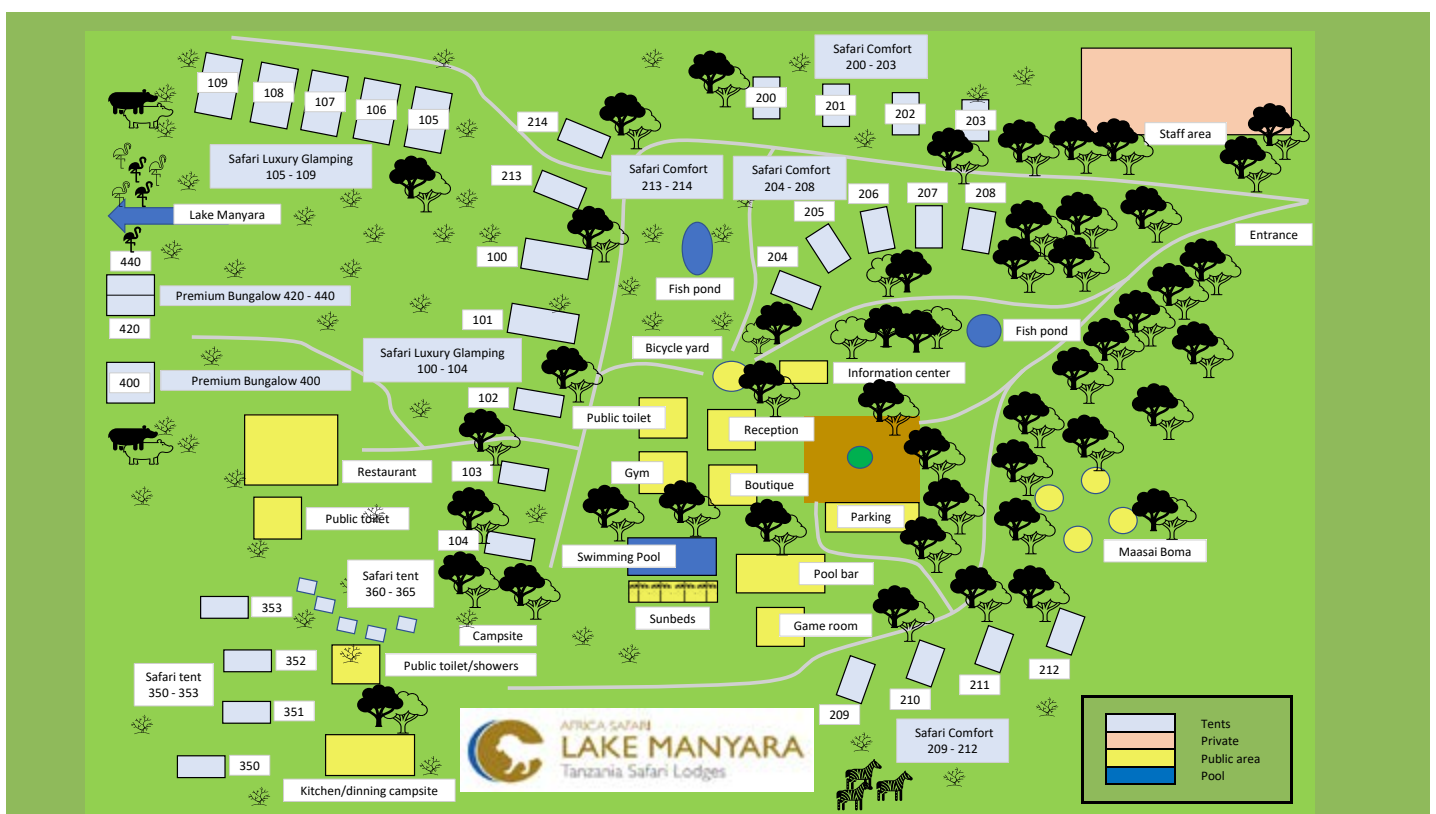 Safari Comfort
200 - 203
109
108
107
106
105
200
201
202
203
214
Staff area
Safari Luxury Glamping
105 - 109
213
Safari Comfort
213 - 214
Safari Comfort
204 - 208
206
207
208
205
Lake Manyara
Entrance
440
100
204
Fish pond
Premium Bungalow 420 - 440
420
101
Fish pond
Bicycle yard
Safari Luxury Glamping
100 - 104
400
Premium Bungalow 400
Information center
102
Public toilet
Reception
Restaurant
103
Gym
Boutique
Public toilet
Parking
104
Swimming Pool
Maasai Boma
Safari tent
360 - 365
Pool bar
353
Sunbeds
Game room
Campsite
352
Public toilet/showers
212
211
Safari tent
350 - 353
210
351
209
Safari Comfort
209 - 212
350
Kitchen/dinning campsite
AFRICA SAFARI
LAKE MANYARA
Tanzania Safari Lodges
Tents
Private
Public area
Pool